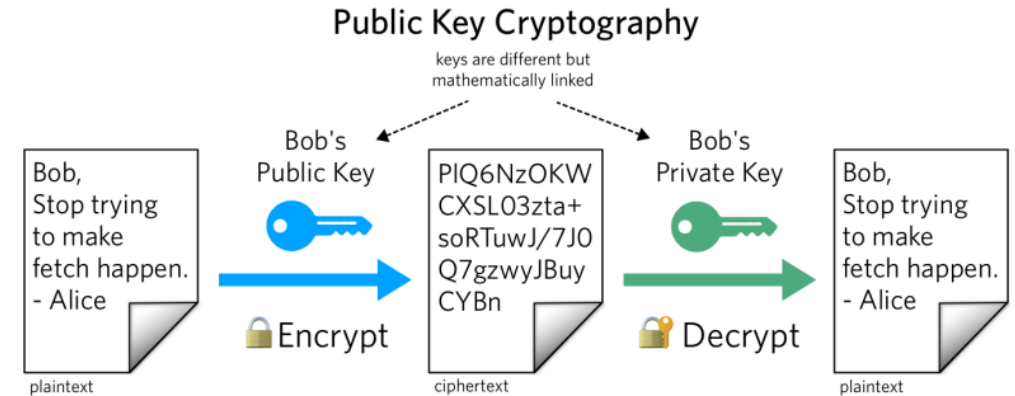 Public Key Cryptography
keys are different but
mathematically linked
Bob's
Public Key
Bob's
Private Key
Bob,
Stop trying
to make
fetch happen.
- Alice
plaintext
Encrypt
PlQ6NzOKW
CXSL03zta+
soRTuwJ/7J0
Q7gzwyJBuy
CYBn
ciphertext
Decrypt
Bob,
Stop trying
to make
fetch happen.
- Alice
plaintext